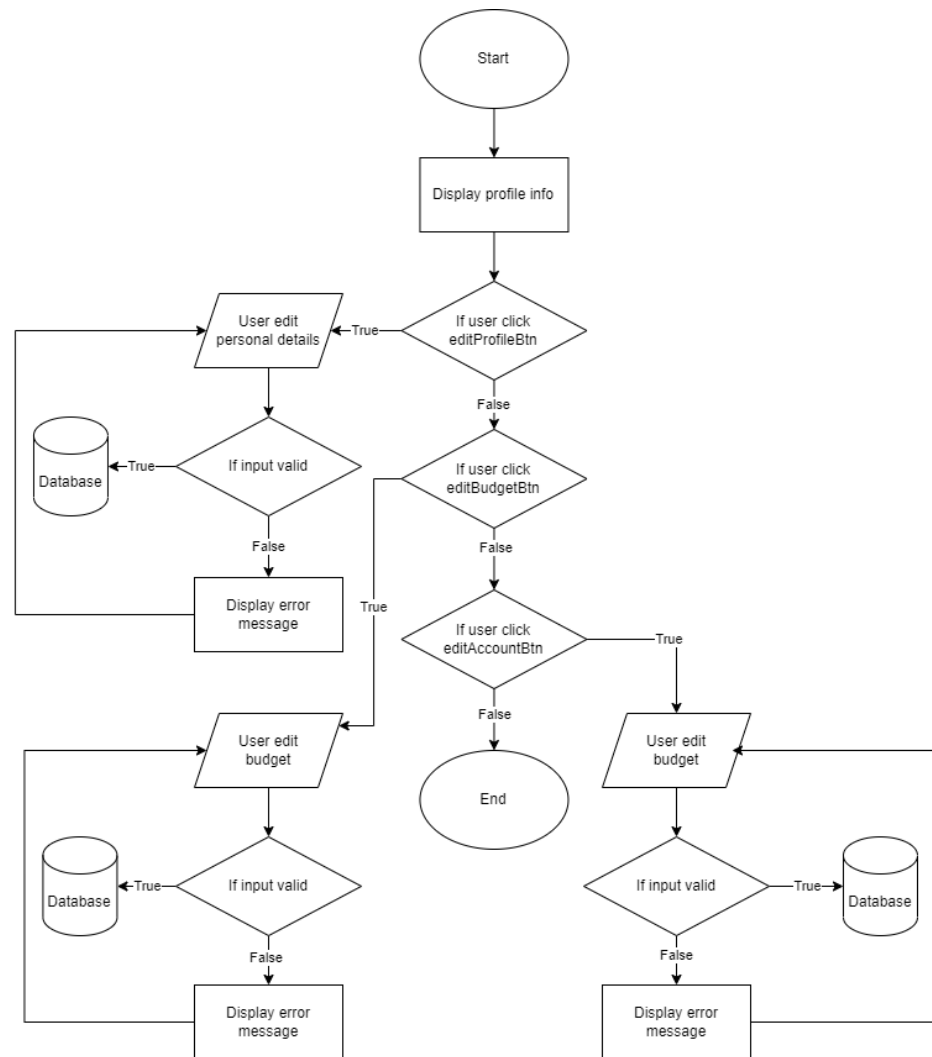 Start
Display profile info
If user click
editProfileBtn
True
User edit
personal details
False
If input valid
True
Database
False
Display error
message
If user click
editBudgetBtn
True
False
If user click
editAccountBtn
True
False
End
User edit
budget
If input valid
True
Database
False
Display error
message
User edit
budget
If input valid
True
Database
False
Display error
message